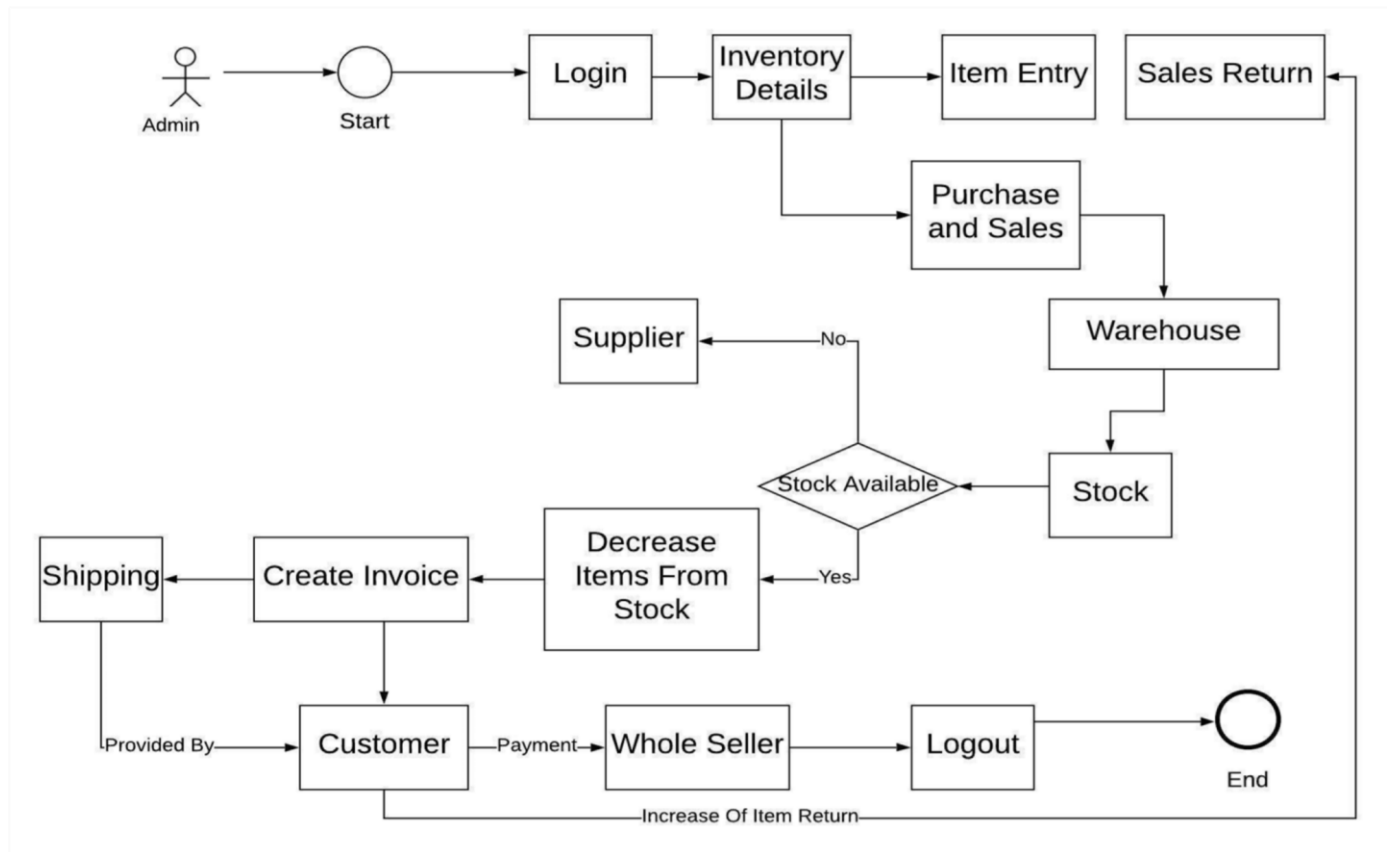 Login
Inventory
Details
Item Entry
Sales Return
Admin
Start
Purchase
and Sales
Supplier
No
Warehouse
Stock Available
Stock
Shipping
Create Invoice
Decrease
Items From
Stock
Yes
Provided By
Customer
Payment
Whole Seller
Logout
End
Increase Of Item Return